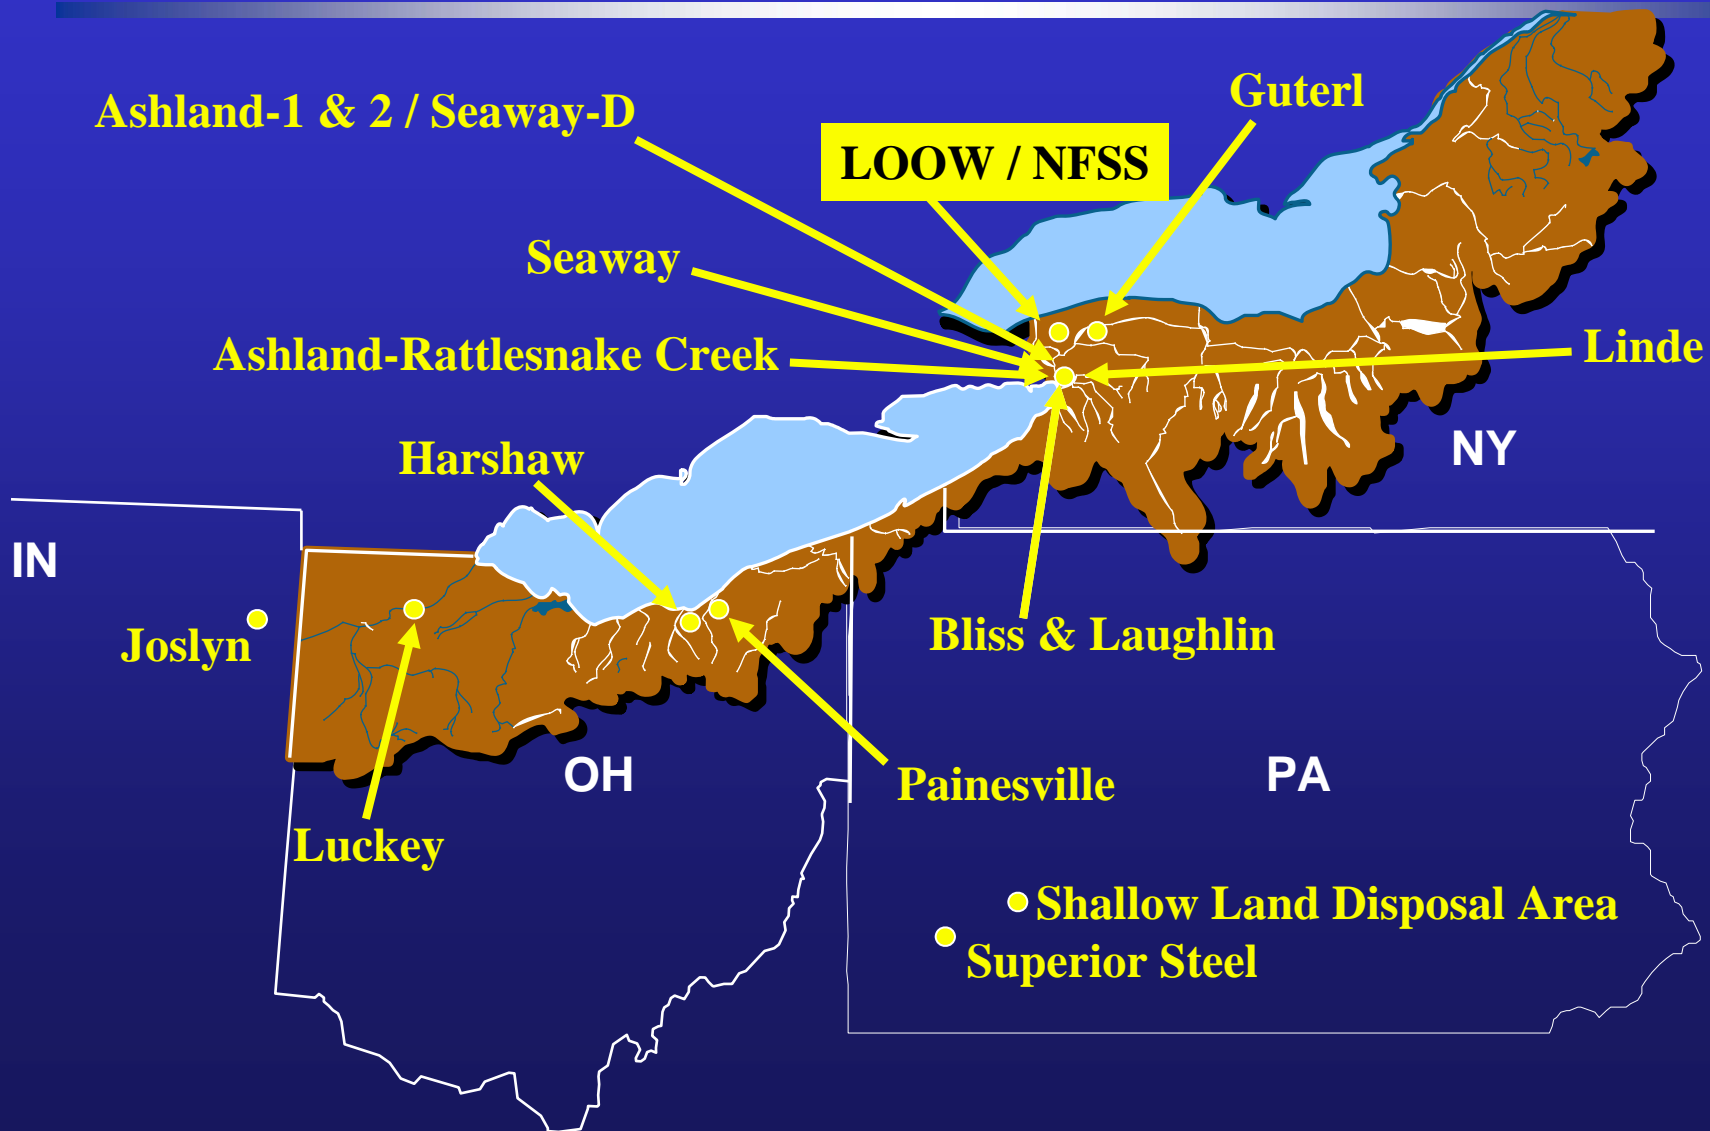 Guterl
Ashland-1 & 2 / Seaway-D
LOOW / NFSS
Seaway
Linde
Ashland-Rattlesnake Creek
NY
Harshaw
IN
Joslyn
Bliss & Laughlin
OH
PA
Painesville
Luckey
Shallow Land Disposal Area
Superior Steel